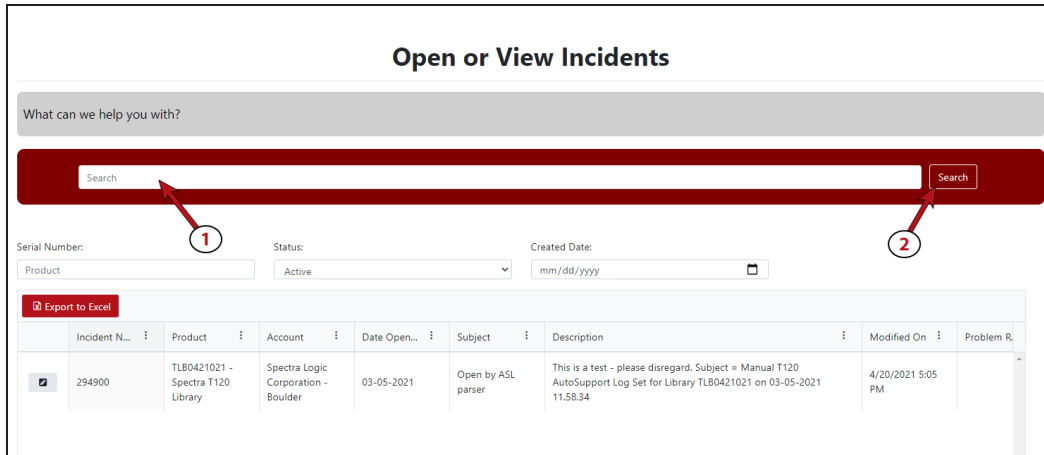 Open or View Incidents
What can we help you with?
Search
Search
1
2
Serial Number:
Status:
Created Date:
Product
Active
mm/dd/yyyy
Export to Excel
Incident N... Product Account Date Open... Subject Description Modified On Problem R.
TLB0421021 - Spectra Logic This is a test - please disregard. Subject = Manual T120
294900 Spectra T120 Corporation - 03-05-2021 Open by ASL AutoSupport Log Set for Library TLB0421021 on 03-05-2021 4/20/2021 5:05
Library Boulder parser 11.58.34 PM